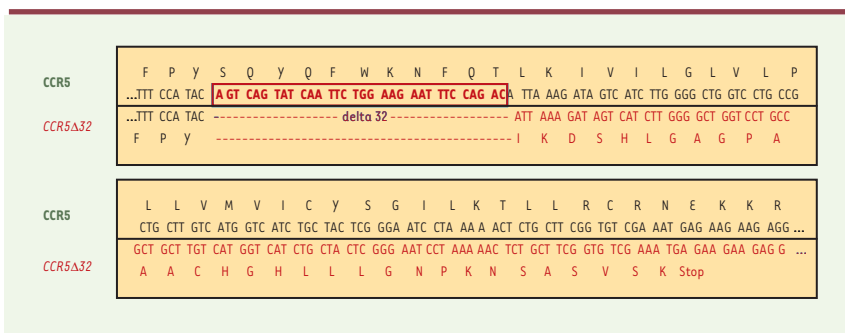 F P Y S Q Y Q F W K N F Q T L K I V I L G L V L P
CCR5
...TTT CCA TAC AGT CAG TAT CAA TTC TGG AAG AAT TTC CAG ACA TTA AAG ATA GTC ATC TTG GGG CTG GTC CTG CCG
CCR5Δ32
...TTT CCA TAC -------------------- delta 32 -------------------- ATT AAA GAT AGT CAT CTT GGG GCT GGT CCT GCC
F P Y -------------------------------------------------- I K D S H L G A G P A
L L V M V I C Y S G I L K T L L R C R N E K K R
CCR5
CTG CTT GTC ATG GTC ATC TGC TAC TCG GGA ATC CTA AAA ACT CTG CTT CGG TGT CGA AAT GAG AAG AAG AGG ...
GCT GCT TGT CAT GGT CAT CTG CTA CTC GGG AAT CCT AAA AAC TCT GCT TCG GTG TCG AAA TGA GAA GAA GAG G ...
CCR5Δ32
A A C H G H L L L G N P K N S A S V S K Stop